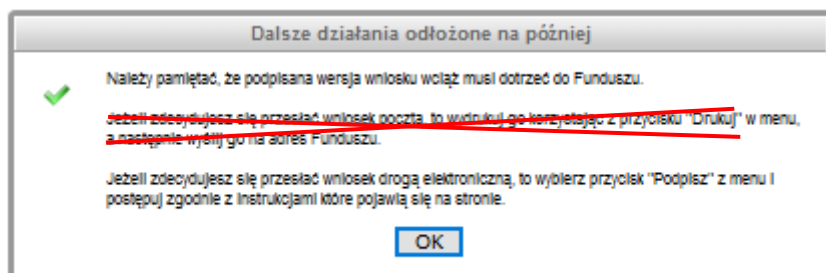 Dalsze działania odłożone na później
Należy pamiętać, że podpisana wersja wniosku wciąż musi dotrzeć do Funduszu.
Jeżeli zdecydujesz się przesłać wniosek pocztą, to wydrukuj go korzystając z przycisku "Drukuj" w menu,
a następnie wyślij go na adres Funduszu.
Jeżeli zdecydujesz się przesłać wniosek drogą elektroniczną, to wybierz przycisk "Podpisz" z menu i
postępuj zgodnie z instrukcjami które pojawią się na stronie.
OK